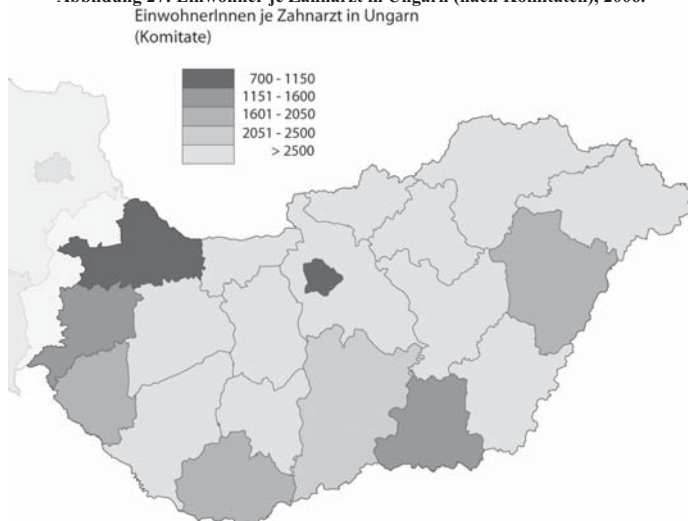 Abbildung 27: Einwohner je Zahnarzt in Ungarn (nach Komitaten), 2006.
EinwohnerInnen je Zahnarzt in Ungarn
(Komitate)
700 - 1150
1151 - 1600
1601 - 2050
2051 - 2500
> 2500